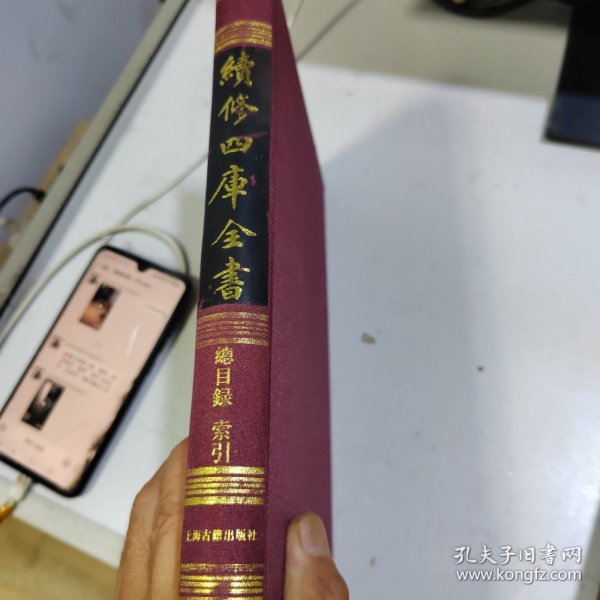 續修四庫全書
總目録 索引
上海古籍出版社
孔夫子旧书网
www.kongfz.com